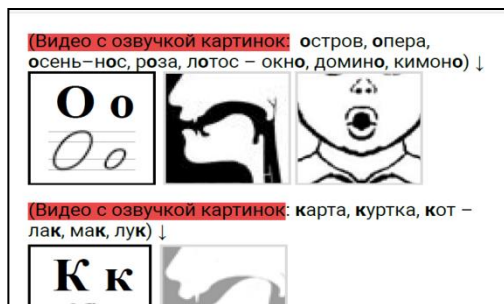 (Видео с озвучкой картинок: остров, опера,
осень–нос, роза, лотос – окно, домино, кимоно) ↓
О о
О о
(Видео с озвучкой картинок: карта, куртка, кот –
лак, мак, лук) ↓
К к